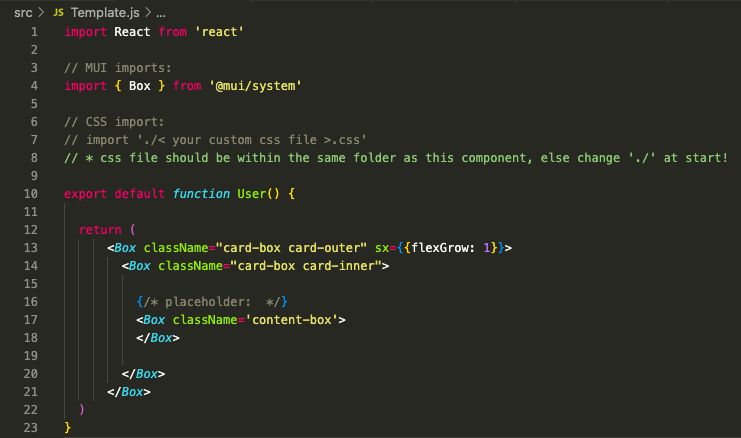 src > JS Template.js > ...
1 import React from 'react'
2
3 // MUI imports:
4 import { Box } from '@mui/system'
5
6 // CSS import:
7 // import './< your custom css file >.css'
8 // * css file should be within the same folder as this component, else change './' at start!
9
10 export default function User() {
11
12   return (
13       <Box className="card-box card-outer" sx={{flexGrow: 1}}>
14         <Box className="card-box card-inner">
15
16           {/* placeholder:  */}
17           <Box className='content-box'>
18           </Box>
19
20         </Box>
21       </Box>
22   )
23 }